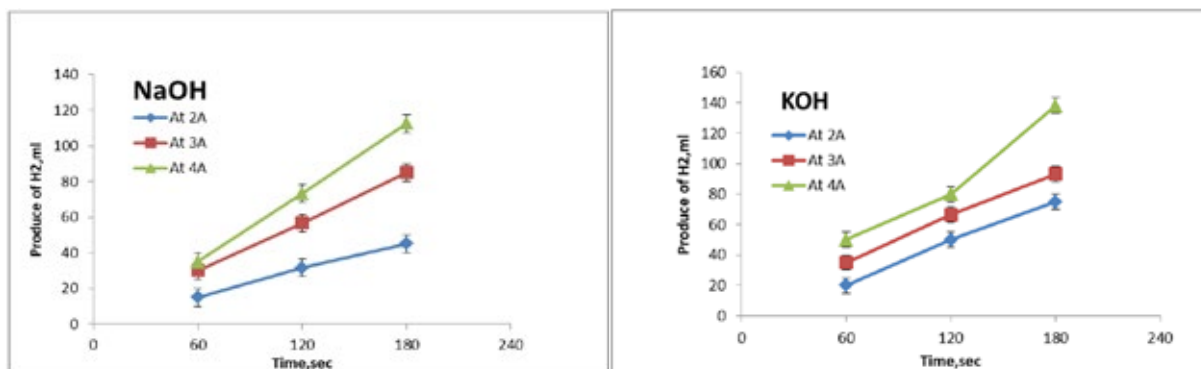 NaOH
At 2A
At 3A
At 4A
Produce of H2,ml
140
120
100
80
60
40
20
0
0 60 120 180 240
Time,sec
KOH
At 2A
At 3A
At 4A
Produce of H2,ml
160
140
120
100
80
60
40
20
0
0 60 120 180 240
Time,sec